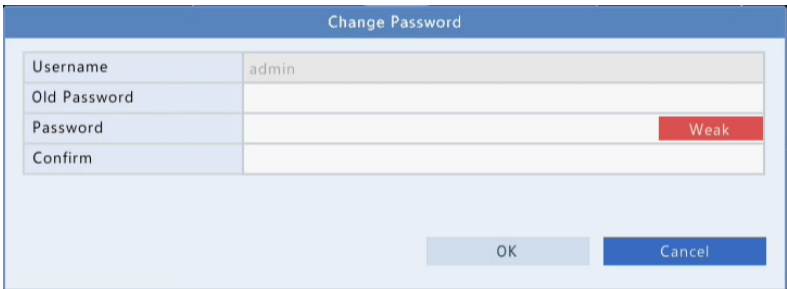 Change Password
Username admin
Old Password
Password Weak
Confirm
OK Cancel